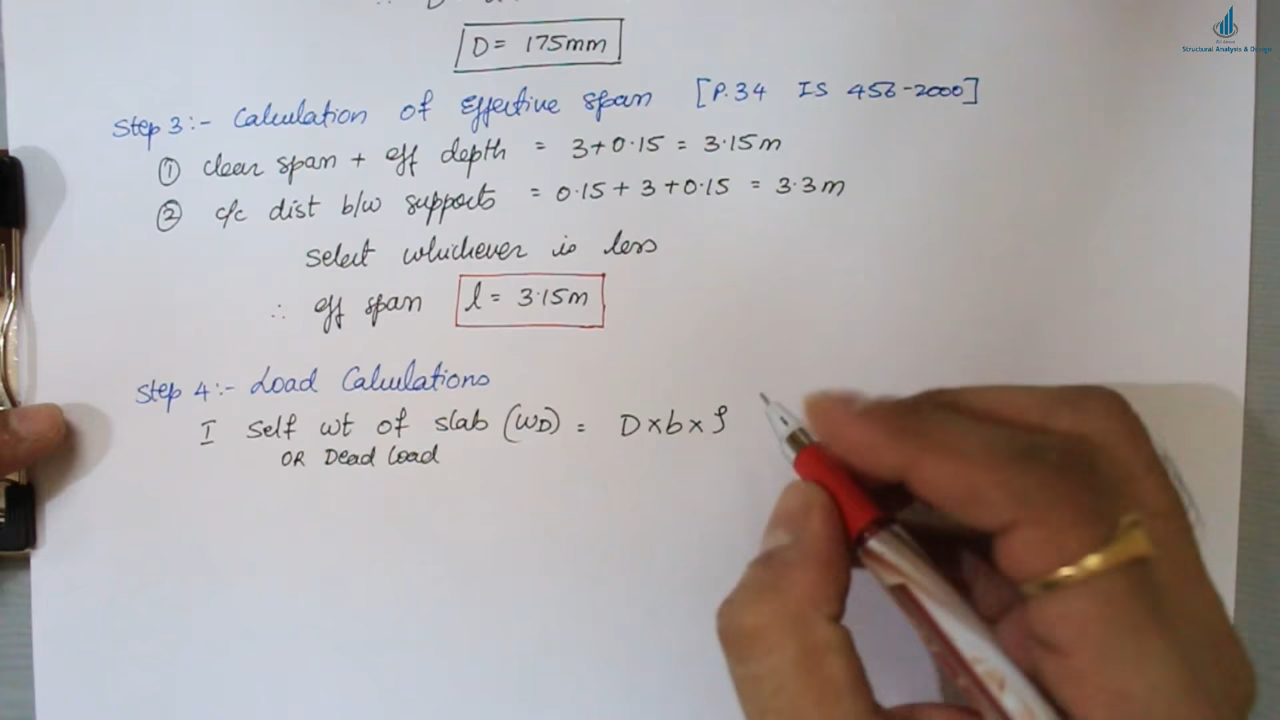 D = 175mm
Structural Analysis & Design
Step 3:- Calculation of Effective Span [P.34 IS 456-2000]
① clear span + eff depth = 3+0.15 = 3.15m
② c/c dist b/w supports = 0.15 + 3 + 0.15 = 3.3m
Select whichever is less
∴ eff span l = 3.15m
Step 4:- Load Calculations
I Self wt of slab (WD) = D×b×ρ
OR Dead Load